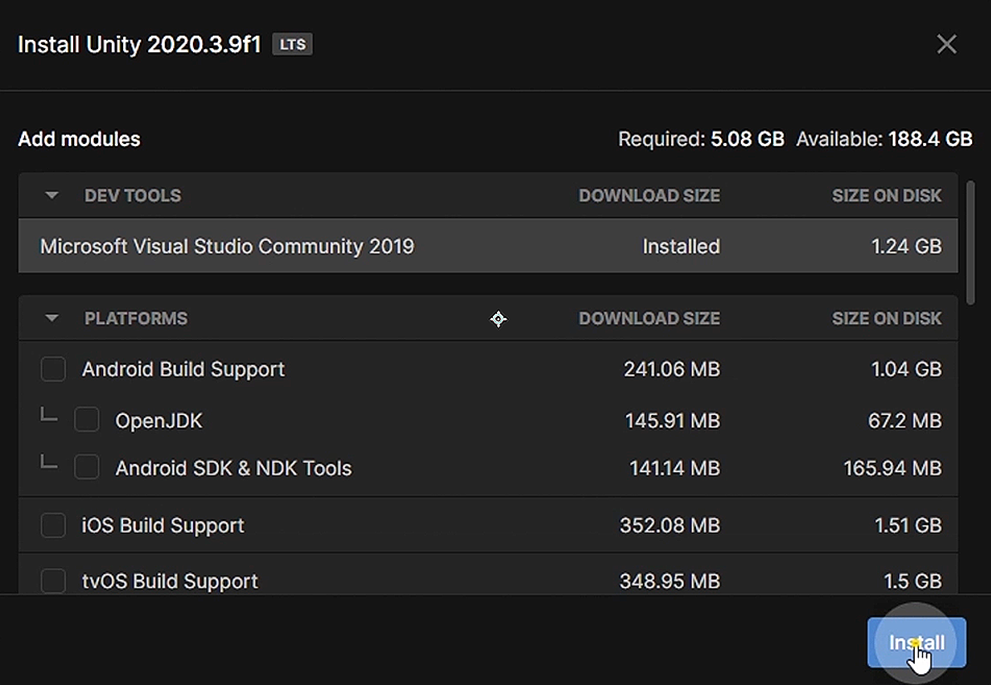 Install Unity 2020.3.9f1 LTS
Add modules Required: 5.08 GB Available: 188.4 GB
DEV TOOLS DOWNLOAD SIZE SIZE ON DISK
Microsoft Visual Studio Community 2019 Installed 1.24 GB
PLATFORMS DOWNLOAD SIZE SIZE ON DISK
Android Build Support 241.06 MB 1.04 GB
OpenJDK 145.91 MB 67.2 MB
Android SDK & NDK Tools 141.14 MB 165.94 MB
iOS Build Support 352.08 MB 1.51 GB
tvOS Build Support 348.95 MB 1.5 GB
Install